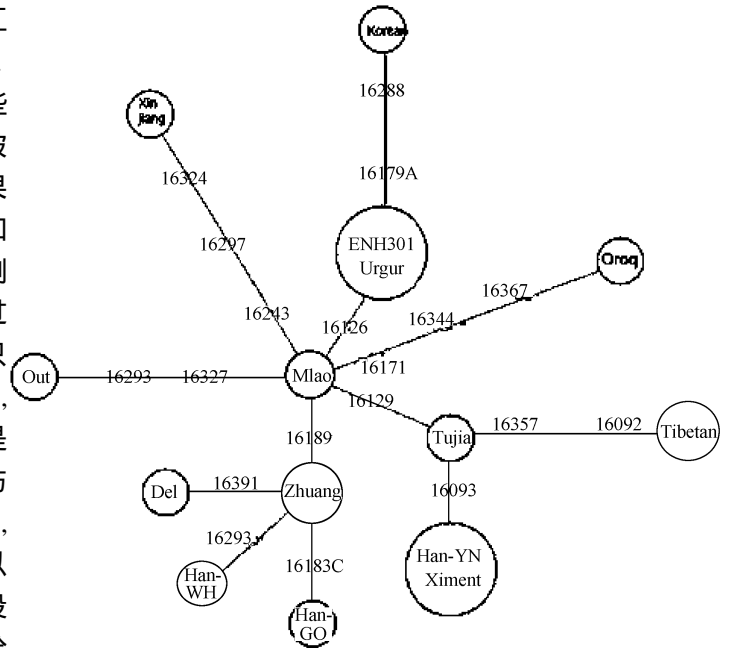 Korean
16288
Xin
jiang
16324
16179A
16297
ENH301
Urgur
Oroq
16367
16243
16126
16344
16171
Out
16293
16327
Mlao
16129
16189
Tujia
16357
16092
Tibetan
Del
16391
Zhuang
16093
16293
Han-
WH
16183C
Han-YN
Ximent
Han-
GO